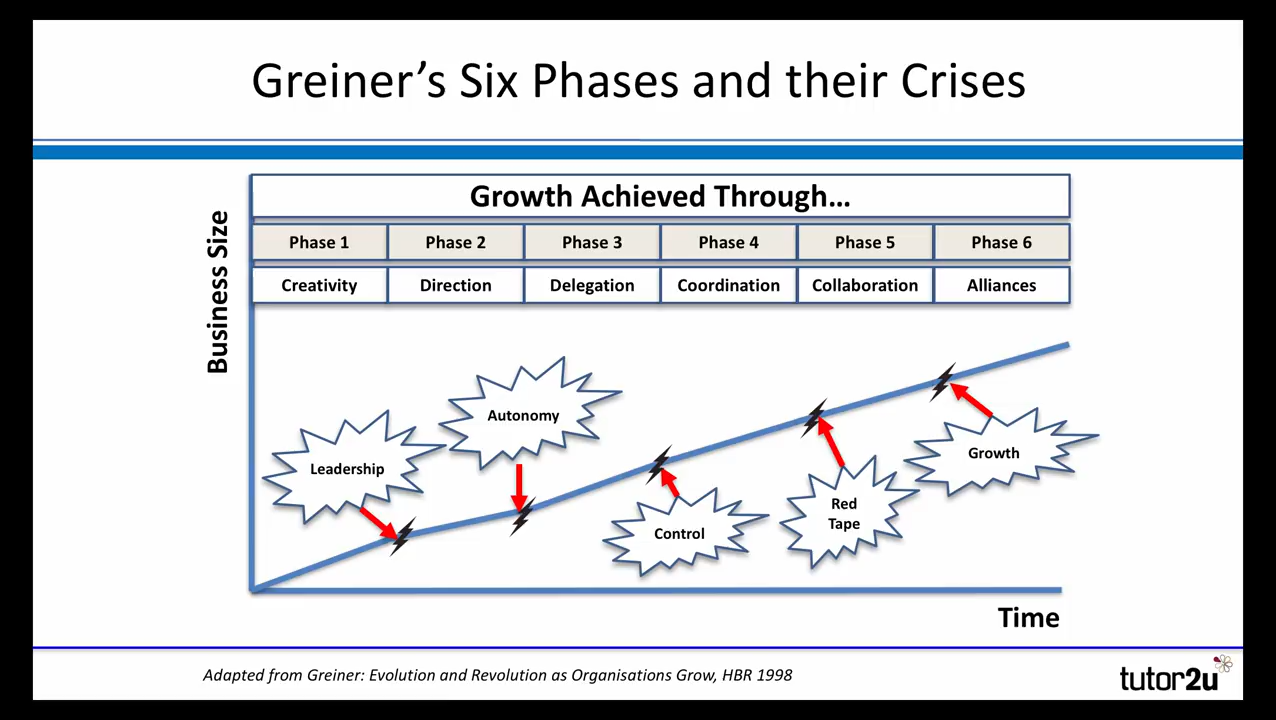 Greiner’s Six Phases and their Crises
Growth Achieved Through…
Phase 1 Phase 2 Phase 3 Phase 4 Phase 5 Phase 6
Creativity Direction Delegation Coordination Collaboration Alliances
Business Size
Autonomy
Leadership
Growth
Red
Tape
Control
Time
Adapted from Greiner: Evolution and Revolution as Organisations Grow, HBR 1998
tutor2u